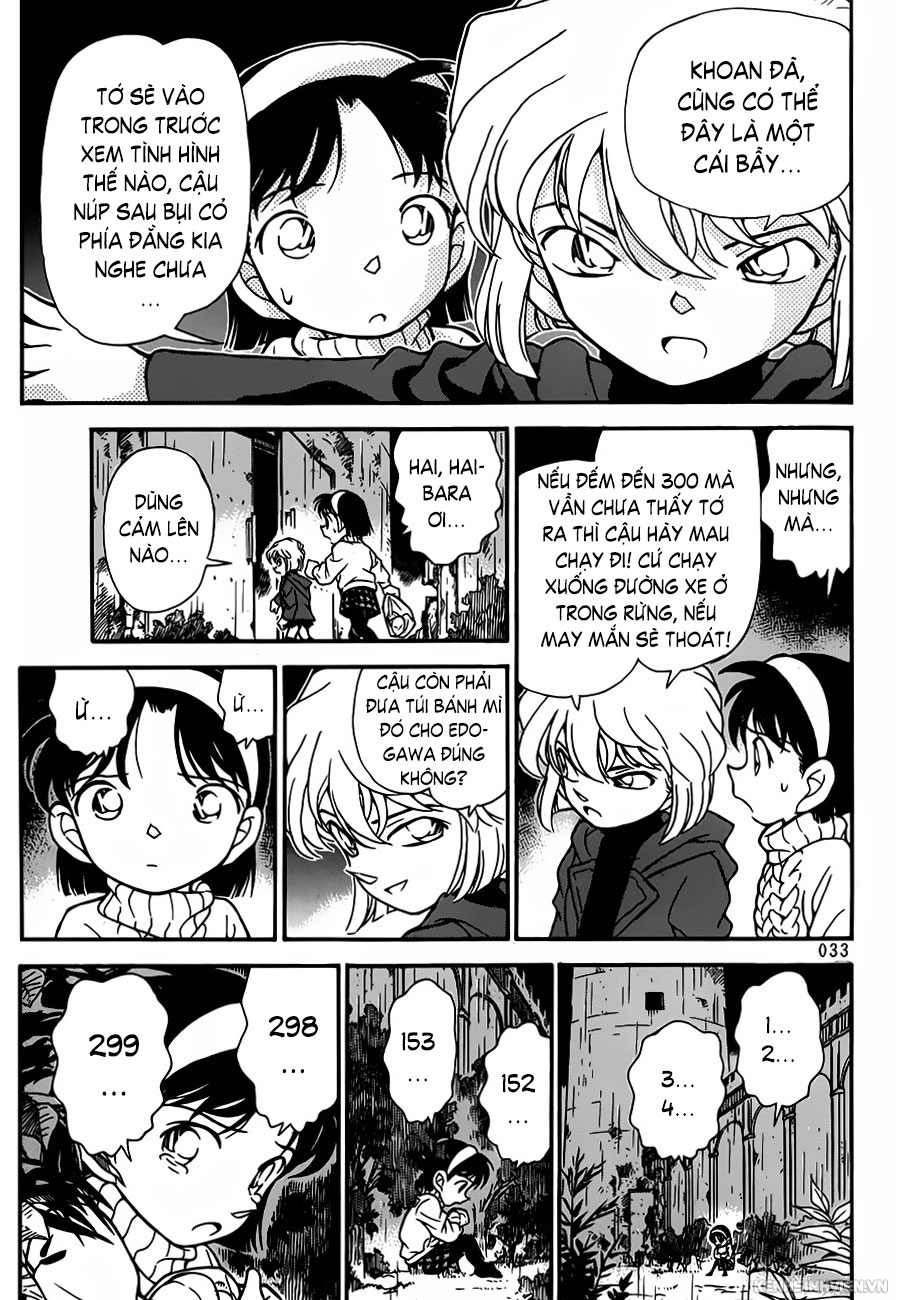 KHOAN ĐÃ,
CŨNG CÓ THỂ
ĐÂY LÀ MỘT
CÁI BẪY...
TỚ SẼ VÀO
TRONG TRƯỚC
XEM TÌNH HÌNH
THẾ NÀO, CẬU
NÚP SAU BỤI CỎ
PHÍA ĐẰNG KIA
NGHE CHƯA
...
NHƯNG,
NHƯNG
MÀ...
NẾU ĐẾM ĐẾN 300 MÀ
VẪN CHƯA THẤY TỚ
RA THÌ CẬU HÃY MAU
CHẠY ĐI! CỨ CHẠY
XUỐNG ĐƯỜNG XE Ở
TRONG RỪNG, NẾU
MAY MẮN SẼ THOÁT!
HAI, HAI-
BARA
ƠI...
DŨNG
CẢM LÊN
NÀO...
CẬU CÒN PHẢI
ĐƯA TÚI BÁNH MÌ
ĐÓ CHO EDO-
GAWA ĐÚNG
KHÔNG?
Ừ...
Ừ...
033
1...
2...
3...
4...
152
...
153
...
298
...
299
...